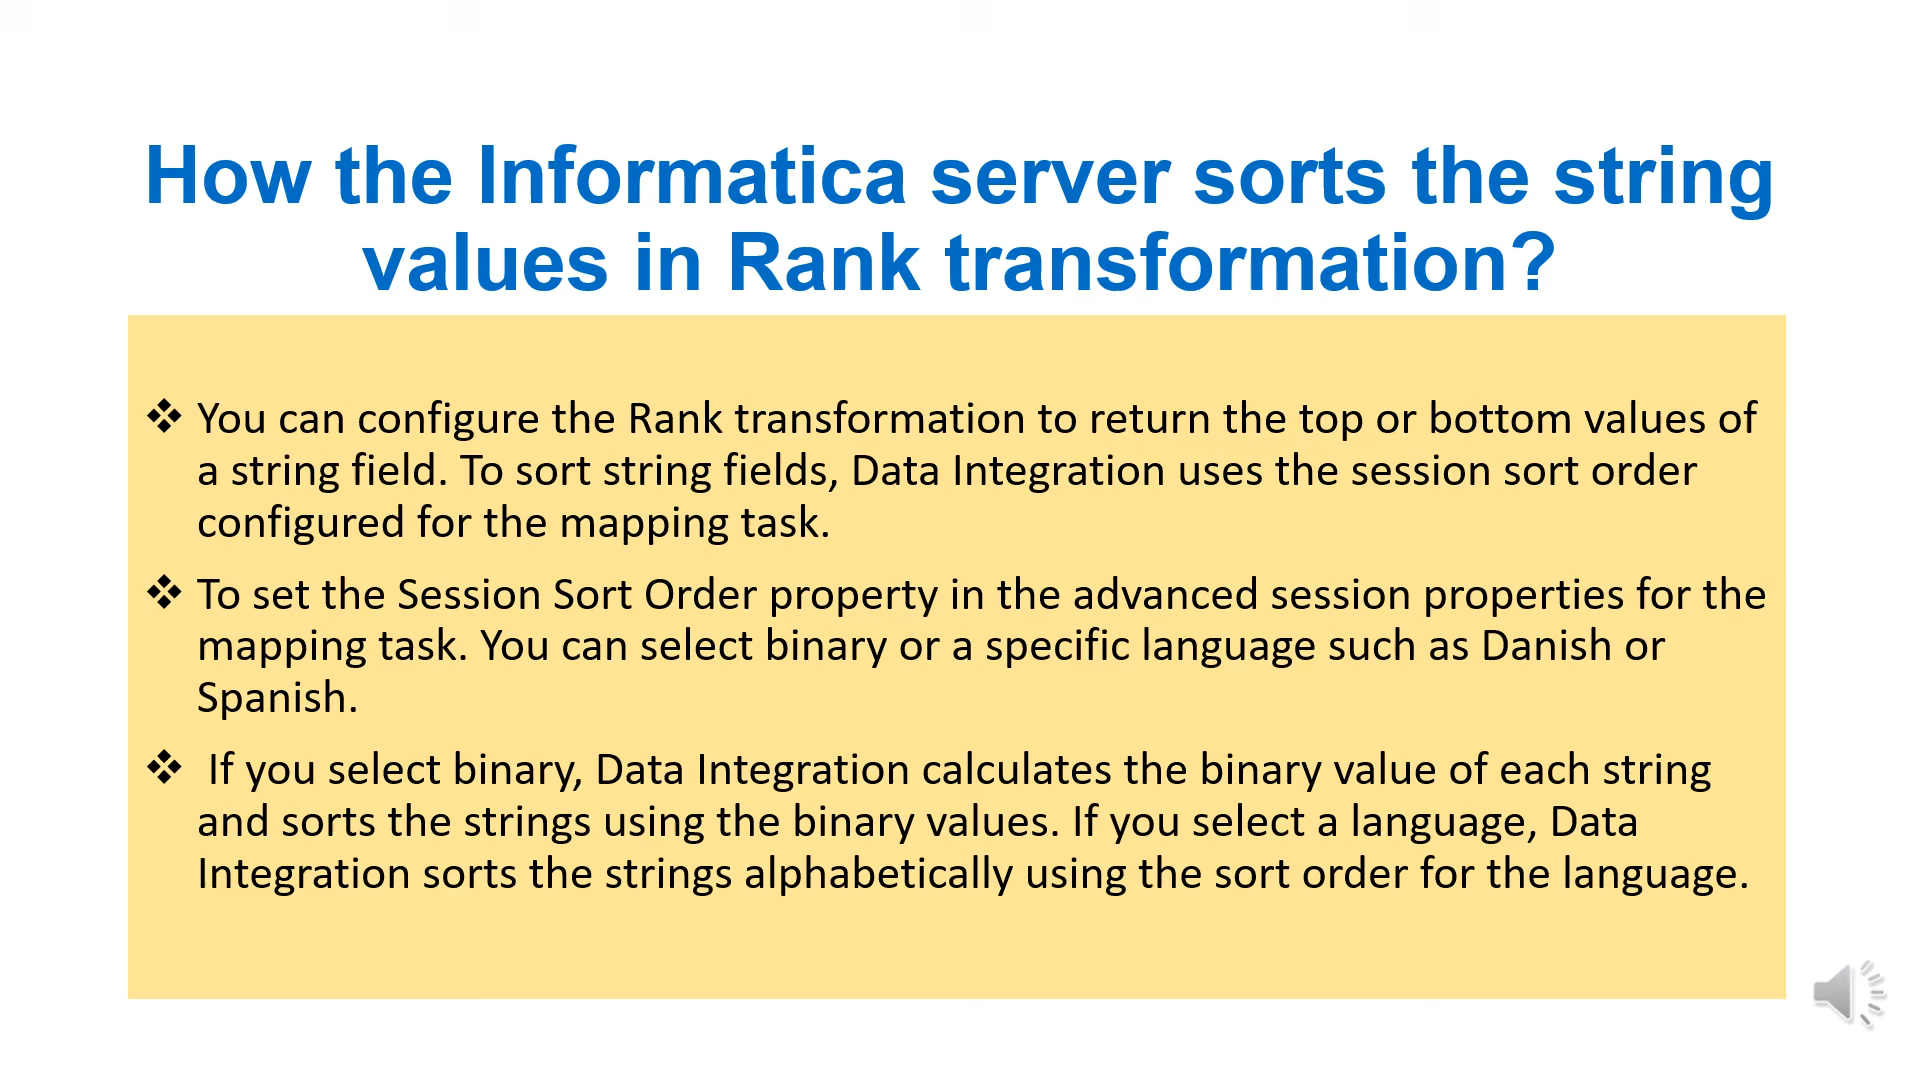 How the Informatica server sorts the string
values in Rank transformation?
❖ You can configure the Rank transformation to return the top or bottom values of
a string field. To sort string fields, Data Integration uses the session sort order
configured for the mapping task.
❖ To set the Session Sort Order property in the advanced session properties for the
mapping task. You can select binary or a specific language such as Danish or
Spanish.
❖ If you select binary, Data Integration calculates the binary value of each string
and sorts the strings using the binary values. If you select a language, Data
Integration sorts the strings alphabetically using the sort order for the language.